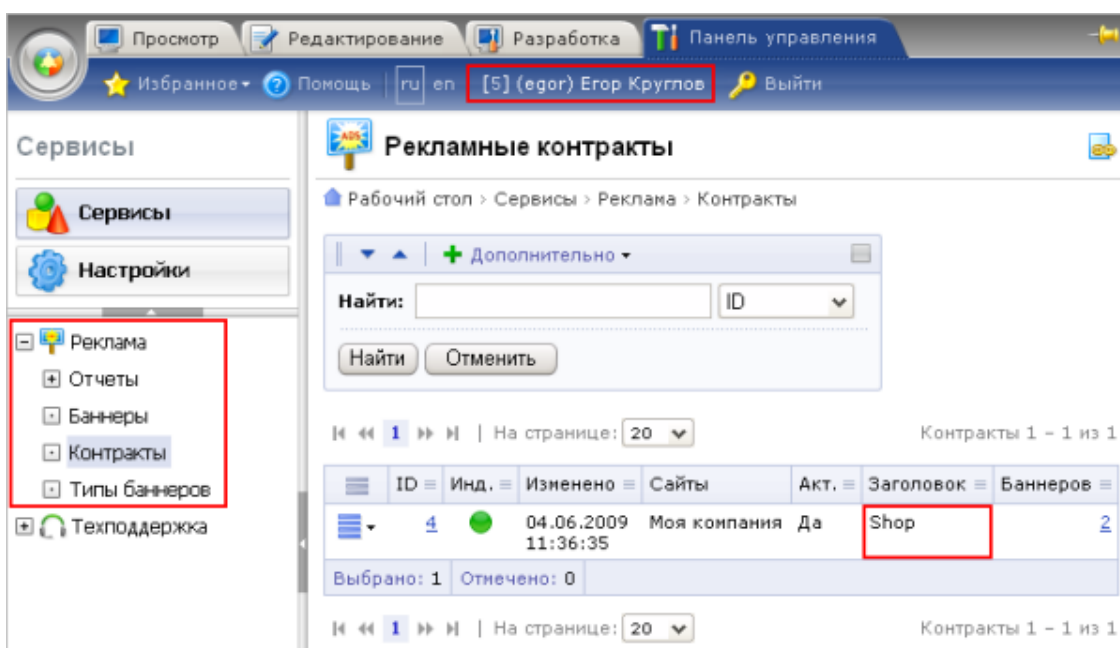 Просмотр Редактирование Разработка Панель управления
Избранное Помощь ru en [5] (egor) Егор Круглов Выйти
Сервисы
Сервисы
Настройки
Реклама
Отчеты
Баннеры
Контракты
Типы баннеров
Техподдержка
ADS
Рекламные контракты
Рабочий стол > Сервисы > Реклама > Контракты
Дополнительно
Найти: ID
Найти Отменить
1 | На странице: 20 Контракты 1 – 1 из 1
ID Инд. Изменено Сайты Акт. Заголовок Баннеров
4 04.06.2009 Моя компания Да Shop 2
11:36:35
Выбрано: 1 Отмечено: 0
1 | На странице: 20 Контракты 1 – 1 из 1